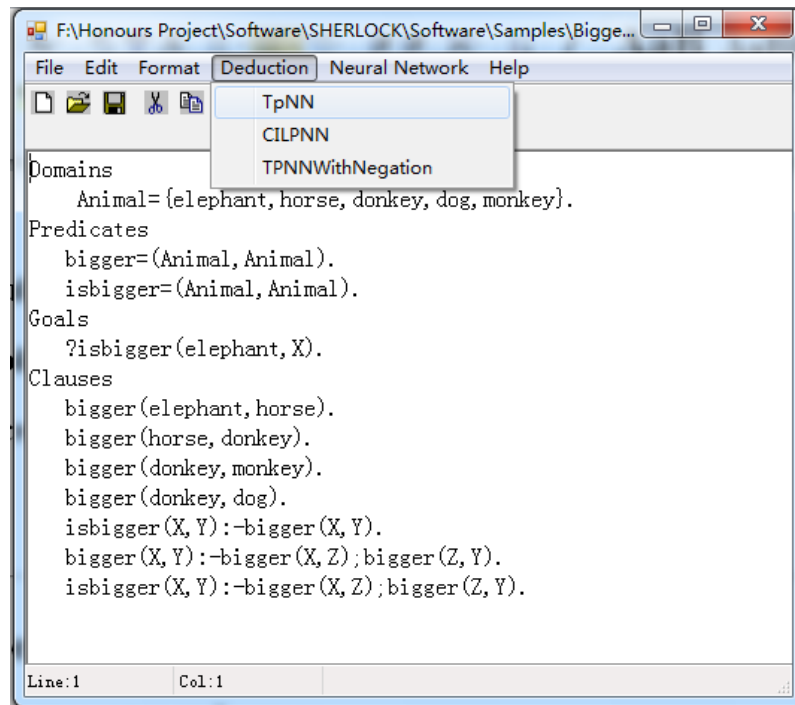 F:\Honours Project\Software\SHERLOCK\Software\Samples\Bigge...
File Edit Format Deduction Neural Network Help
TpNN
CILPNN
TPNNWithNegation
Domains
Animal={elephant,horse,donkey,dog,monkey}.
Predicates
bigger=(Animal,Animal).
isbigger=(Animal,Animal).
Goals
?isbigger(elephant,X).
Clauses
bigger(elephant,horse).
bigger(horse,donkey).
bigger(donkey,monkey).
bigger(donkey,dog).
isbigger(X,Y):-bigger(X,Y).
bigger(X,Y):-bigger(X,Z);bigger(Z,Y).
isbigger(X,Y):-bigger(X,Z);bigger(Z,Y).
Line:1 Col:1